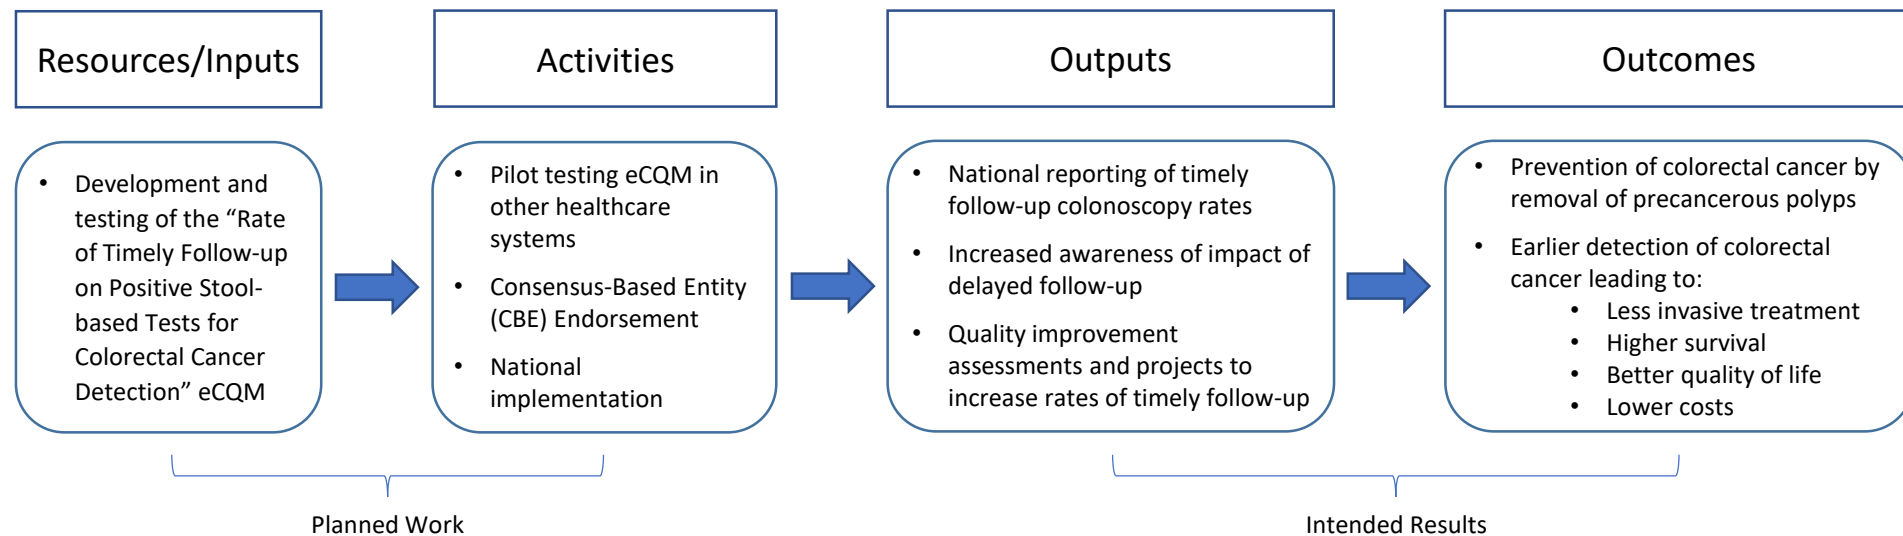 Resources/Inputs
Activities
Outputs
Outcomes
• Development and
testing of the “Rate
of Timely Follow-up
on Positive Stool-
based Tests for
Colorectal Cancer
Detection” eCQM
• Pilot testing eCQM in
other healthcare
systems
• Consensus-Based Entity
(CBE) Endorsement
• National
implementation
• National reporting of timely
follow-up colonoscopy rates
• Increased awareness of impact of
delayed follow-up
• Quality improvement
assessments and projects to
increase rates of timely follow-up
• Prevention of colorectal cancer by
removal of precancerous polyps
• Earlier detection of colorectal
cancer leading to:
• Less invasive treatment
• Higher survival
• Better quality of life
• Lower costs
Planned Work
Intended Results